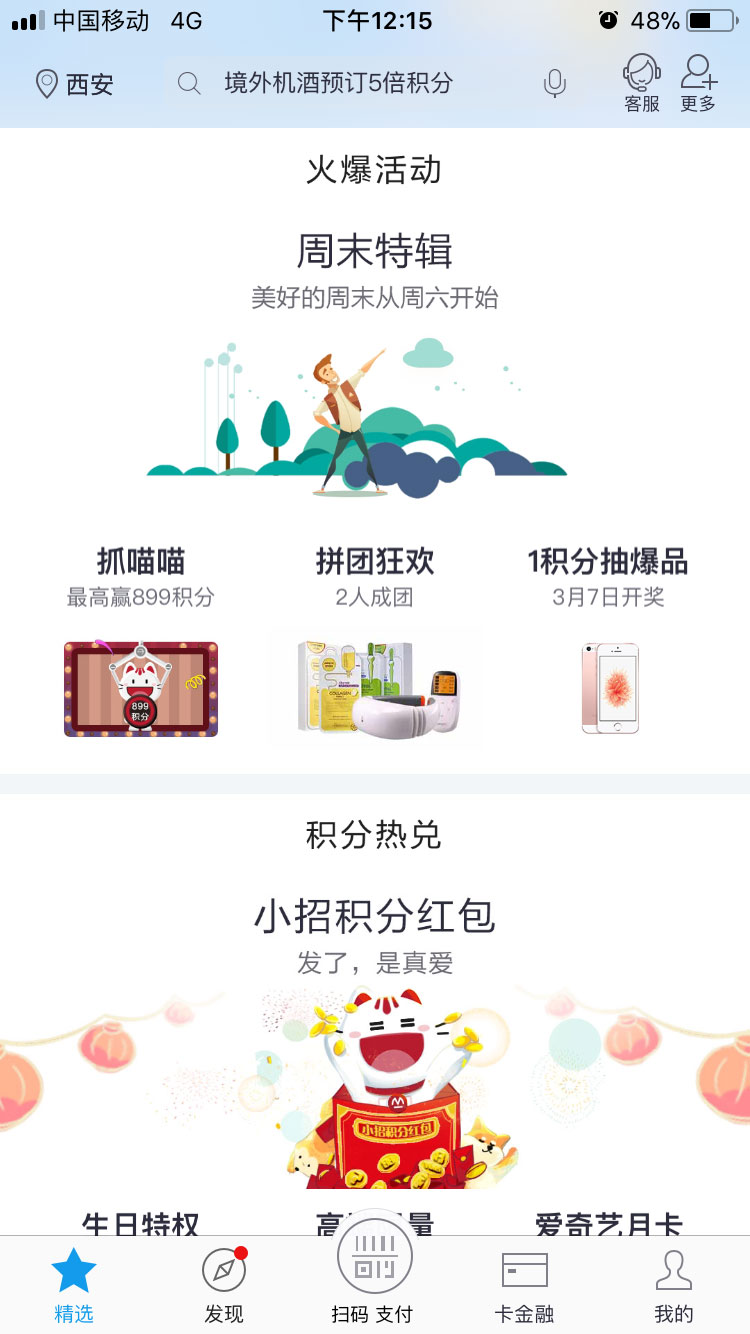 中国移动 4G 下午12:15 48%
西安 境外机酒预订5倍积分 客服 更多
火爆活动
周末特辑
美好的周末从周六开始
抓喵喵 拼团狂欢 1积分抽爆品
最高赢899积分 2人成团 3月7日开奖
899
积分
COLLAGEN
积分热兑
小招积分红包
发了，是真爱
小招积分红包
生日特权 高 量 爱奇艺月卡
精选 发现 扫码 支付 卡金融 我的